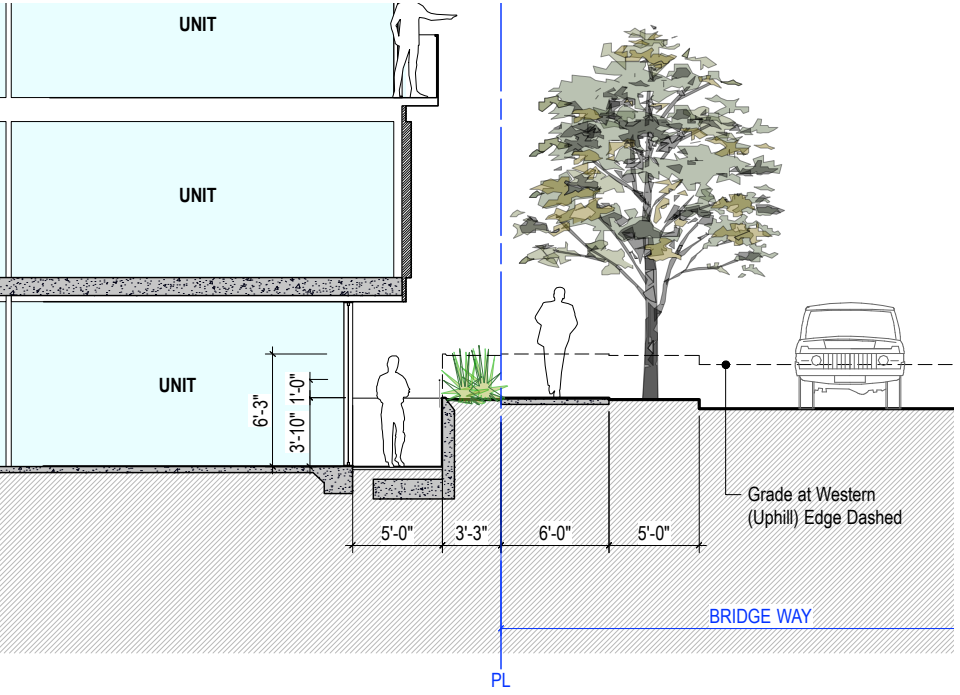 UNIT
UNIT
UNIT
6'-3"
3'-10"
1'-0"
Grade at Western
(Uphill) Edge Dashed
5'-0"
3'-3"
6'-0"
5'-0"
BRIDGE WAY
PL